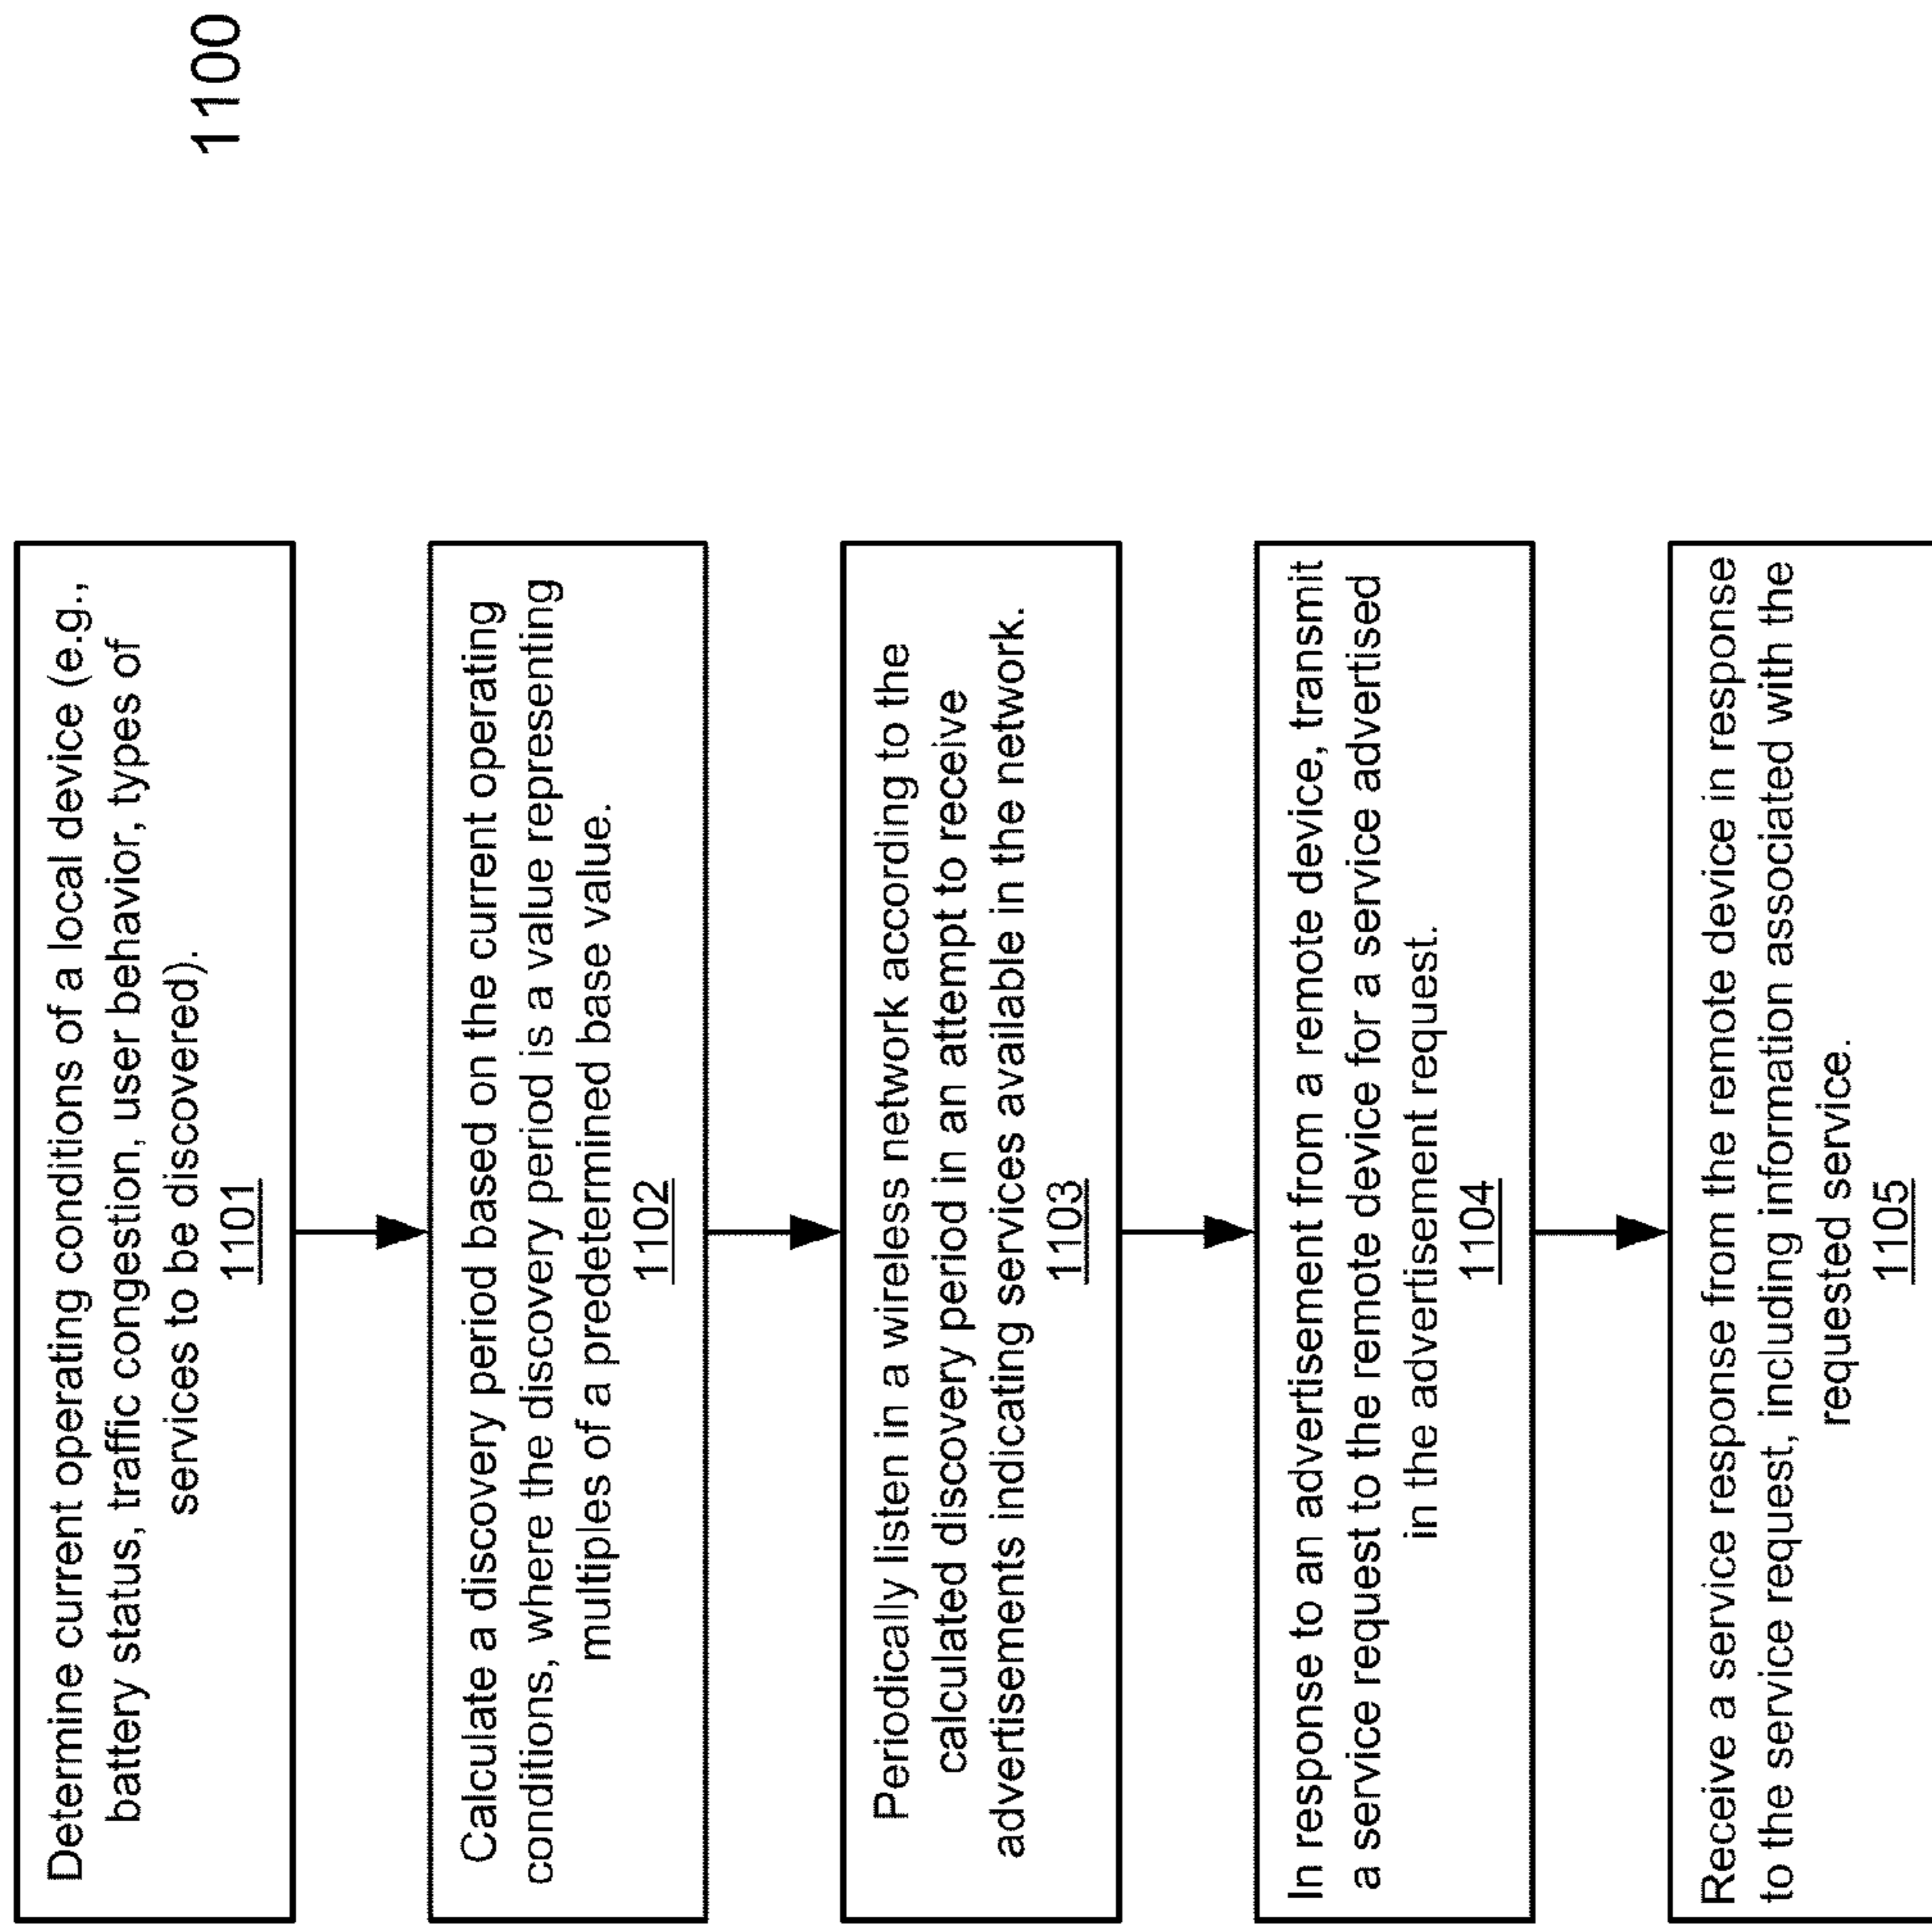 1100
Determine current operating conditions of a local device (e.g.,
battery status, traffic congestion, user behavior, types of
services to be discovered).
1101
Calculate a discovery period based on the current operating
conditions, where the discovery period is a value representing
multiples of a predetermined base value.
1102
Periodically listen in a wireless network according to the
calculated discovery period in an attempt to receive
advertisements indicating services available in the network.
1103
In response to an advertisement from a remote device, transmit
a service request to the remote device for a service advertised
in the advertisement request.
1104
Receive a service response from the remote device in response
to the service request, including information associated with the
requested service.
1105